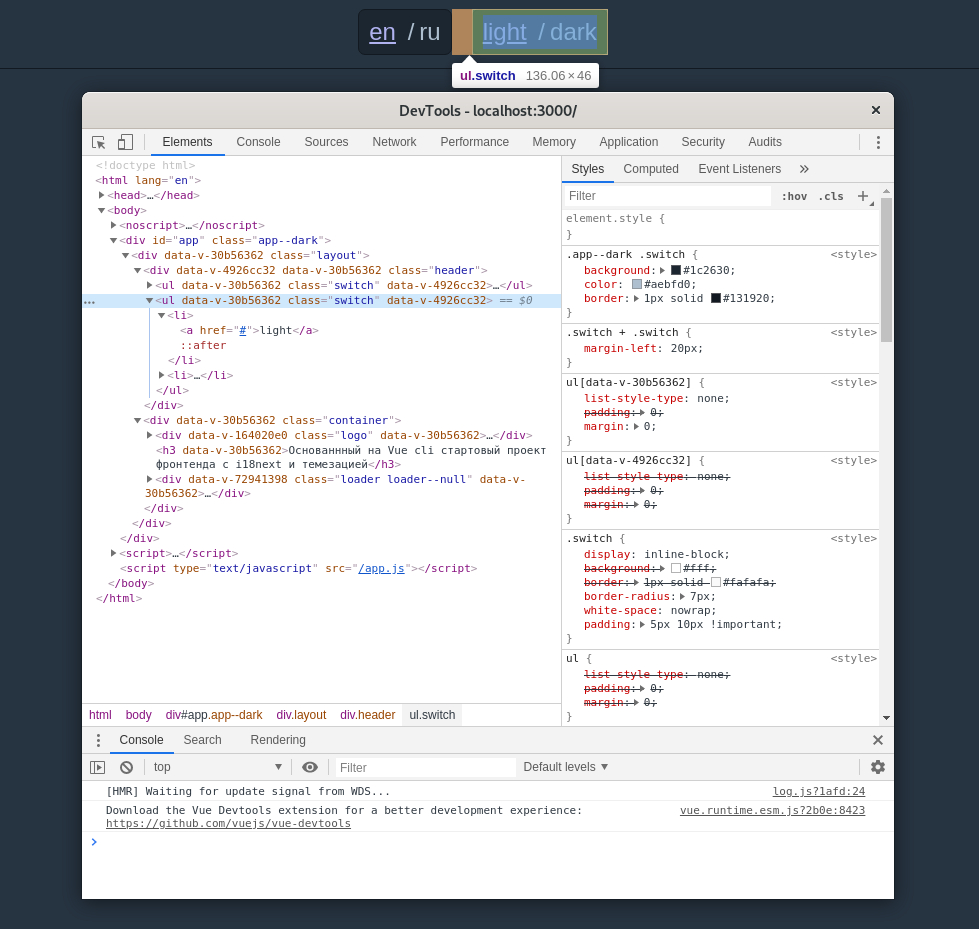 en / ru light / dark
ul.switch 136.06 × 46
DevTools - localhost:3000/ ×
Elements Console Sources Network Performance Memory Application Security Audits
<!doctype html>
<html lang="en">
<head>…</head>
<body>
<noscript>…</noscript>
<div id="app" class="app--dark">
<div data-v-30b56362 class="layout">
<div data-v-4926cc32 data-v-30b56362 class="header">
<ul data-v-30b56362 class="switch" data-v-4926cc32>…</ul>
… <ul data-v-30b56362 class="switch" data-v-4926cc32> == $0
<li>
<a href="#">light</a>
::after
</li>
<li>…</li>
</ul>
</div>
<div data-v-30b56362 class="container">
<div data-v-164020e0 class="logo" data-v-30b56362>…</div>
<h3 data-v-30b56362>Основаннный на Vue cli стартовый проект
фронтенда с i18next и темезацией</h3>
<div data-v-72941398 class="loader loader--null" data-v-
30b56362>…</div>
</div>
</div>
</div>
<script>…</script>
<script type="text/javascript" src="/app.js"></script>
</body>
</html>
html body div#app.app--dark div.layout div.header ul.switch
Styles Computed Event Listeners »
Filter :hov .cls +
element.style {
}
.app--dark .switch { <style>
background: #1c2630;
color: #aebfd0;
border: 1px solid #131920;
}
.switch + .switch { <style>
margin-left: 20px;
}
ul[data-v-30b56362] { <style>
list-style-type: none;
padding: 0;
margin: 0;
}
ul[data-v-4926cc32] { <style>
list-style-type: none;
padding: 0;
margin: 0;
}
.switch { <style>
display: inline-block;
background: #fff;
border: 1px solid #fafafa;
border-radius: 7px;
white-space: nowrap;
padding: 5px 10px !important;
}
ul { <style>
list-style-type: none;
padding: 0;
margin: 0;
}
Console Search Rendering
top Filter Default levels
[HMR] Waiting for update signal from WDS... log.js?1afd:24
Download the Vue Devtools extension for a better development experience: vue.runtime.esm.js?2b0e:8423
https://github.com/vuejs/vue-devtools